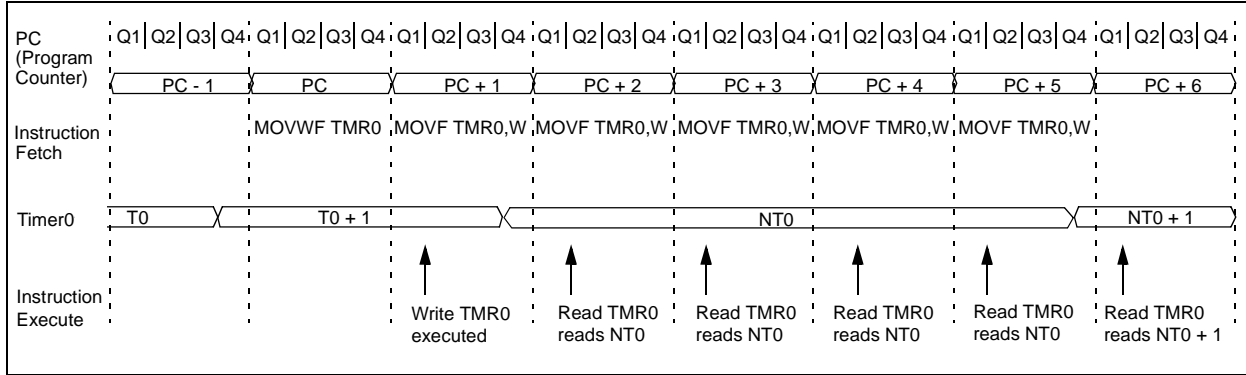 PC
(Program
Counter)
Q1 Q2 Q3 Q4 Q1 Q2 Q3 Q4 Q1 Q2 Q3 Q4 Q1 Q2 Q3 Q4 Q1 Q2 Q3 Q4 Q1 Q2 Q3 Q4 Q1 Q2 Q3 Q4 Q1 Q2 Q3 Q4
PC - 1 PC PC + 1 PC + 2 PC + 3 PC + 4 PC + 5 PC + 6
Instruction
Fetch
MOVWF TMR0 MOVF TMR0,W MOVF TMR0,W MOVF TMR0,W MOVF TMR0,W MOVF TMR0,W
Timer0
T0 T0 + 1 NT0 NT0 + 1
Instruction
Execute
Write TMR0
executed
Read TMR0
reads NT0
Read TMR0
reads NT0
Read TMR0
reads NT0
Read TMR0
reads NT0
Read TMR0
reads NT0 + 1